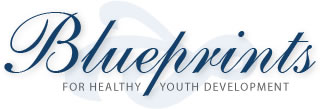 Blueprints
FOR HEALTHY YOUTH DEVELOPMENT